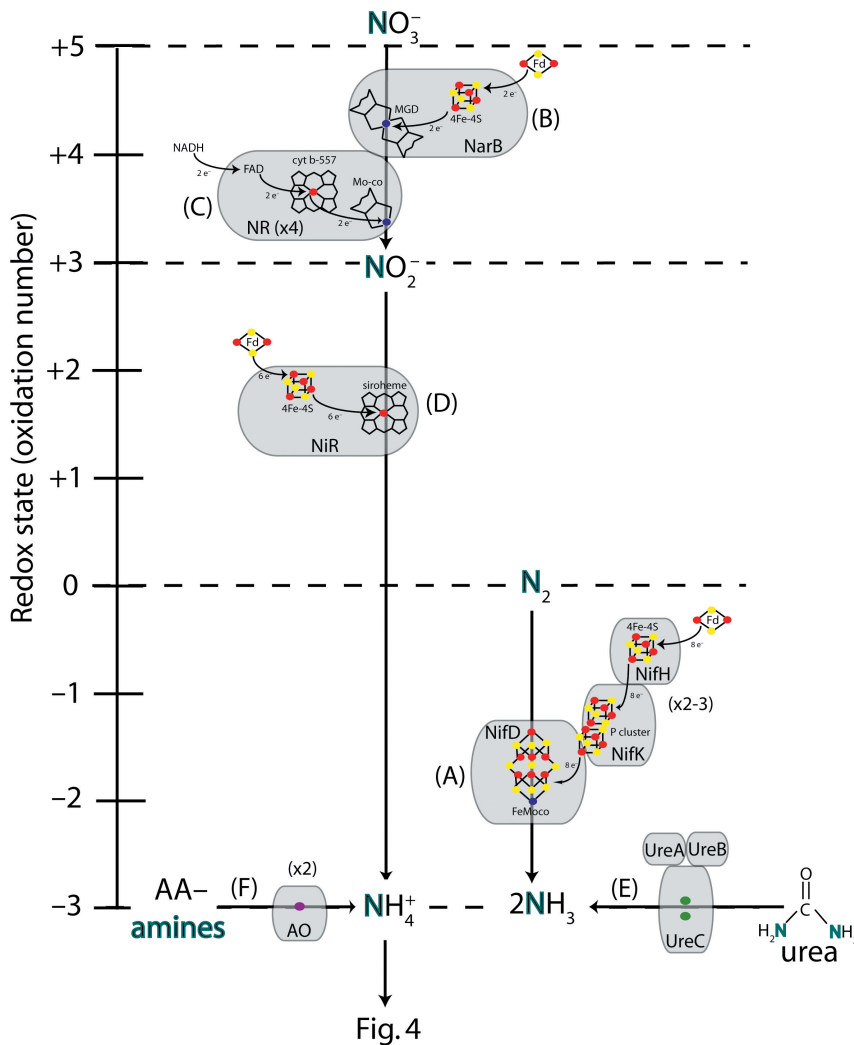 NO₃⁻
+5
Fd
2 e⁻
MGD
4Fe-4S
2 e⁻
(B)
NarB
+4
NADH
2 e⁻
FAD
cyt b-557
2 e⁻
Mo-co
2 e⁻
(C)
NR (x4)
+3
NO₂⁻
Redox state (oxidation number)
Fd
+2
6 e⁻
4Fe-4S
siroheme
6 e⁻
(D)
NiR
+1
0
N₂
4Fe-4S
Fd
8 e⁻
NifH
−1
8 e⁻
(x2-3)
NifD
P cluster
NifK
(A)
8 e⁻
−2
FeMoco
UreA
UreB
(x2)
AA−
(F)
amines
−3
AO
NH₄⁺
2NH₃
(E)
UreC
O
C
H₂N
NH₂
urea
Fig. 4